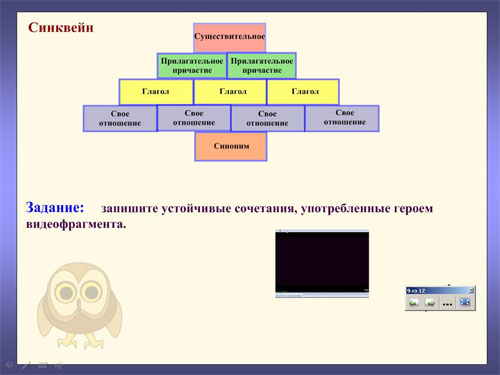 Синквейн
Существительное
Прилагательное Прилагательное
причастие причастие
Глагол Глагол Глагол
Свое Свое Свое Свое
отношение отношение отношение отношение
Синоним
Задание: запишите устойчивые сочетания, употребленные героем
видеофрагмента.
9 из 12